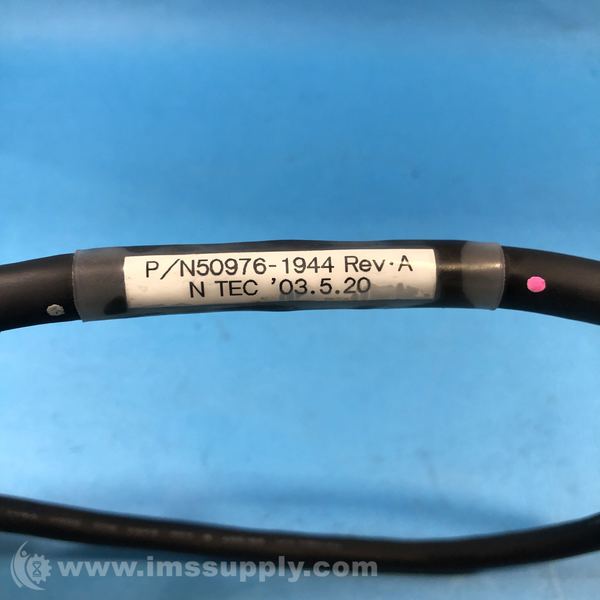 P/N50976-1944 Rev·A
N TEC '03.5.20
www.imssupply.com